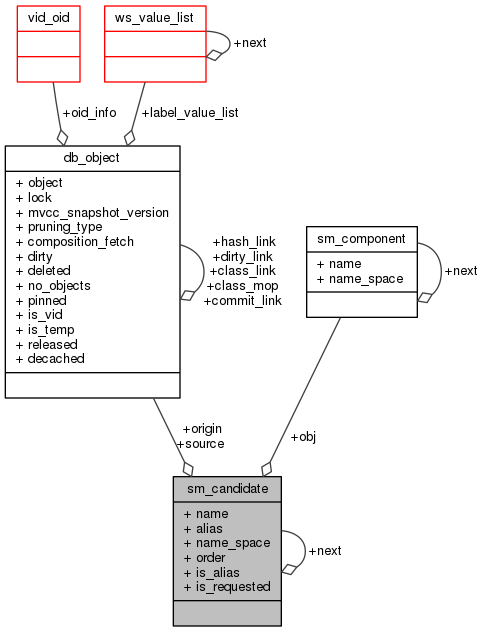 vid_oid
ws_value_list
+next
+oid_info
+label_value_list
db_object
+ object
+ lock
+ mvcc_snapshot_version
+ pruning_type
+ composition_fetch
+ dirty
+ deleted
+ no_objects
+ pinned
+ is_vid
+ is_temp
+ released
+ decached
+hash_link
+dirty_link
+class_link
+class_mop
+commit_link
sm_component
+ name
+ name_space
+next
+origin
+source
+obj
sm_candidate
+ name
+ alias
+ name_space
+ order
+ is_alias
+ is_requested
+next